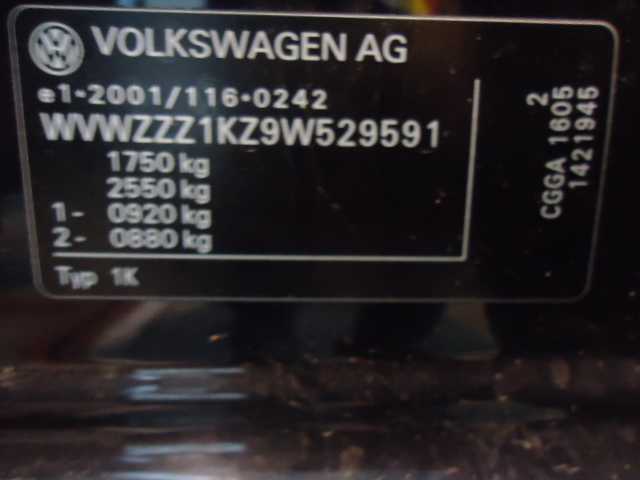 VOLKSWAGEN AG
e1*2001/116*0242
WVWZZZ1KZ9W529591
1750 kg
2550 kg
1- 0920 kg
2- 0880 kg
Typ 1K
2
CGGA 1605
1421945